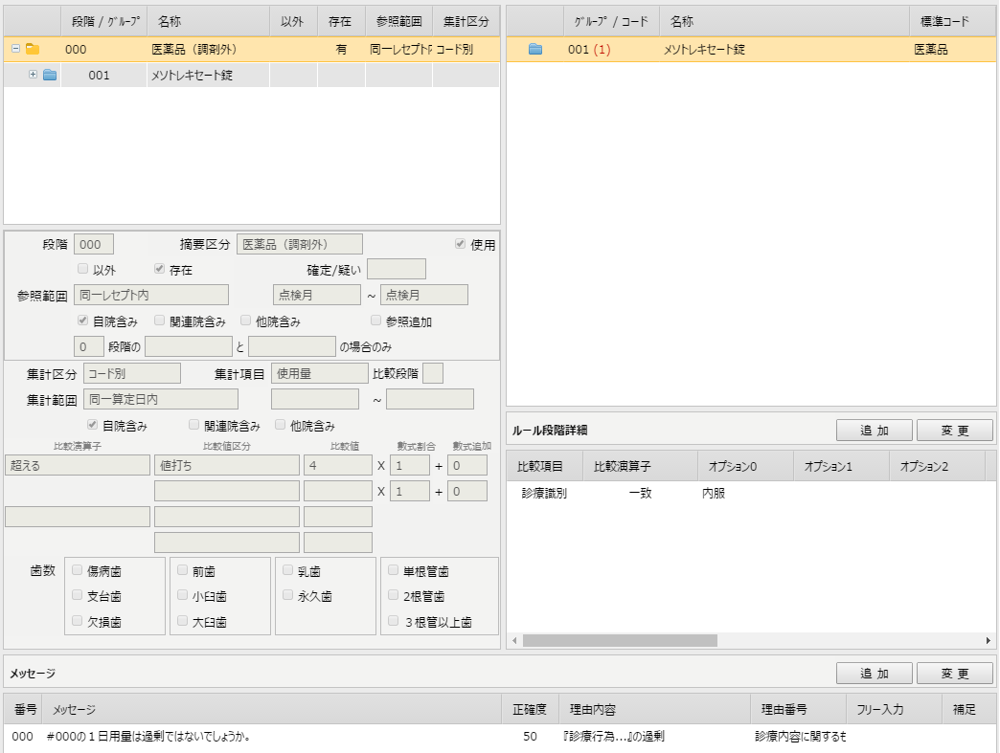 段階 / ｸﾞﾙｰﾌﾟ 名称 以外 存在 参照範囲 集計区分
000 医薬品（調剤外） 有 同一レセプト内 コード別
001 メソトレキセート錠
ｸﾞﾙｰﾌﾟ / コード 名称 標準コード
001 (1) メソトレキセート錠 医薬品
段階 000 摘要区分 医薬品（調剤外） 使用
以外 存在 確定/疑い
参照範囲 同一レセプト内 点検月 ~ 点検月
自院含み 関連院含み 他院含み 参照追加
0 段階の と の場合のみ
集計区分 コード別 集計項目 使用量 比較段階
集計範囲 同一算定日内 ~
自院含み 関連院含み 他院含み
比較演算子 比較値区分 比較値 數式割合 數式追加
超える 値打ち 4 X 1 + 0
X 1 + 0
歯数 傷病歯 前歯 乳歯 単根管歯
支台歯 小臼歯 永久歯 2根管歯
欠損歯 大臼歯 ３根管以上歯
ルール段階詳細 追 加 変 更
比較項目 比較演算子 オプション0 オプション1 オプション2
診療識別 一致 内服
メッセージ 追 加 変 更
番号 メッセージ 正確度 理由内容 理由番号 フリー入力 補足
000 #000の１日用量は過剰ではないでしょうか。 50 『診療行為...』の過剰 診療内容に関するも